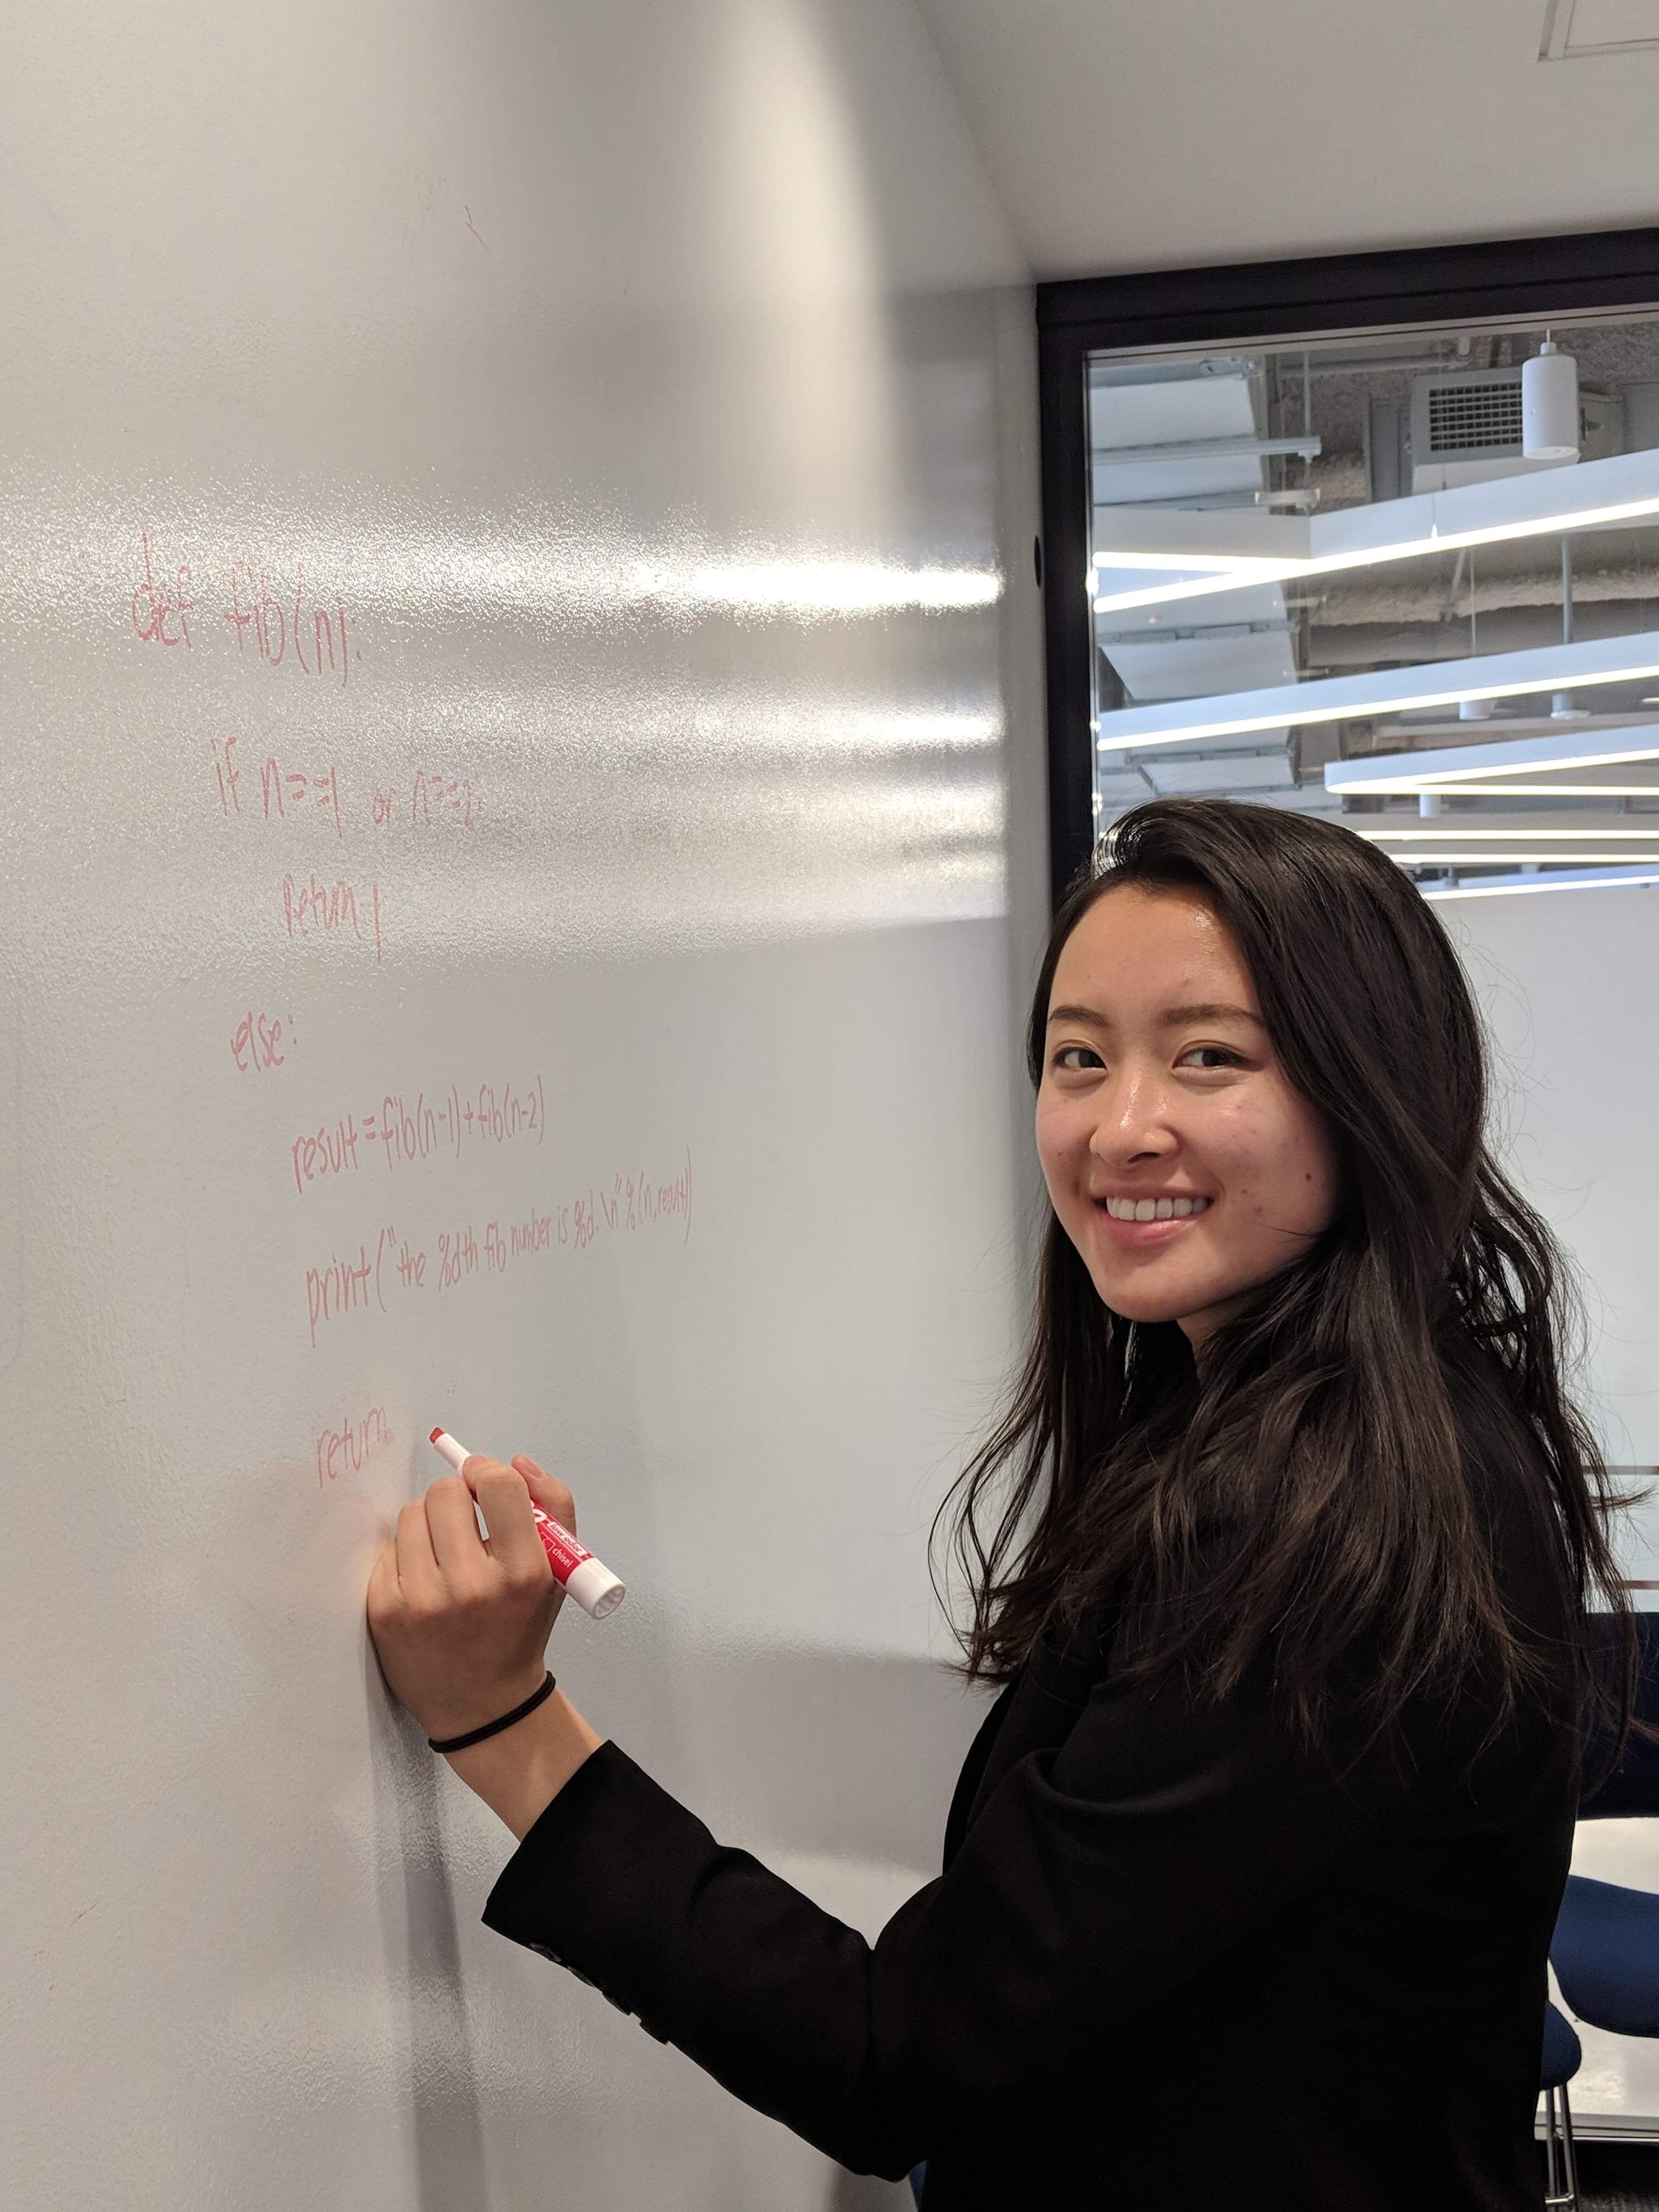 def fib(n):
if n==1 or n==2:
return 1
else:
result = fib(n-1)+fib(n-2)
print("the %dth fib number is %d.\n"%(n,result))
return
chisel